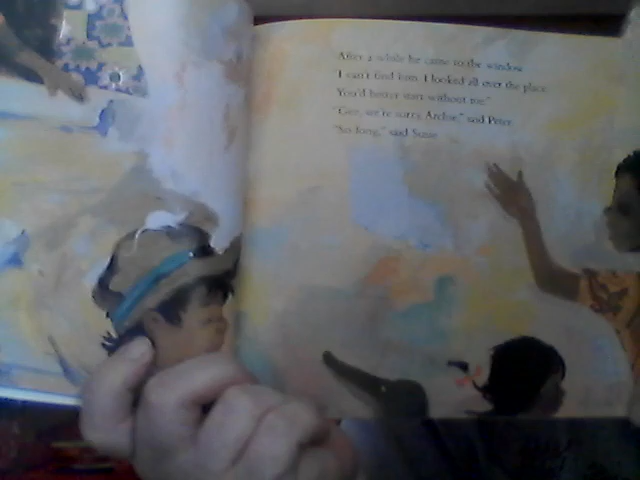 After a while he came to the window.
I can't find him. I looked all over the place.
You'd better start without me."
"Gee, we're sorry, Archie," said Peter.
"So long," said Susie.